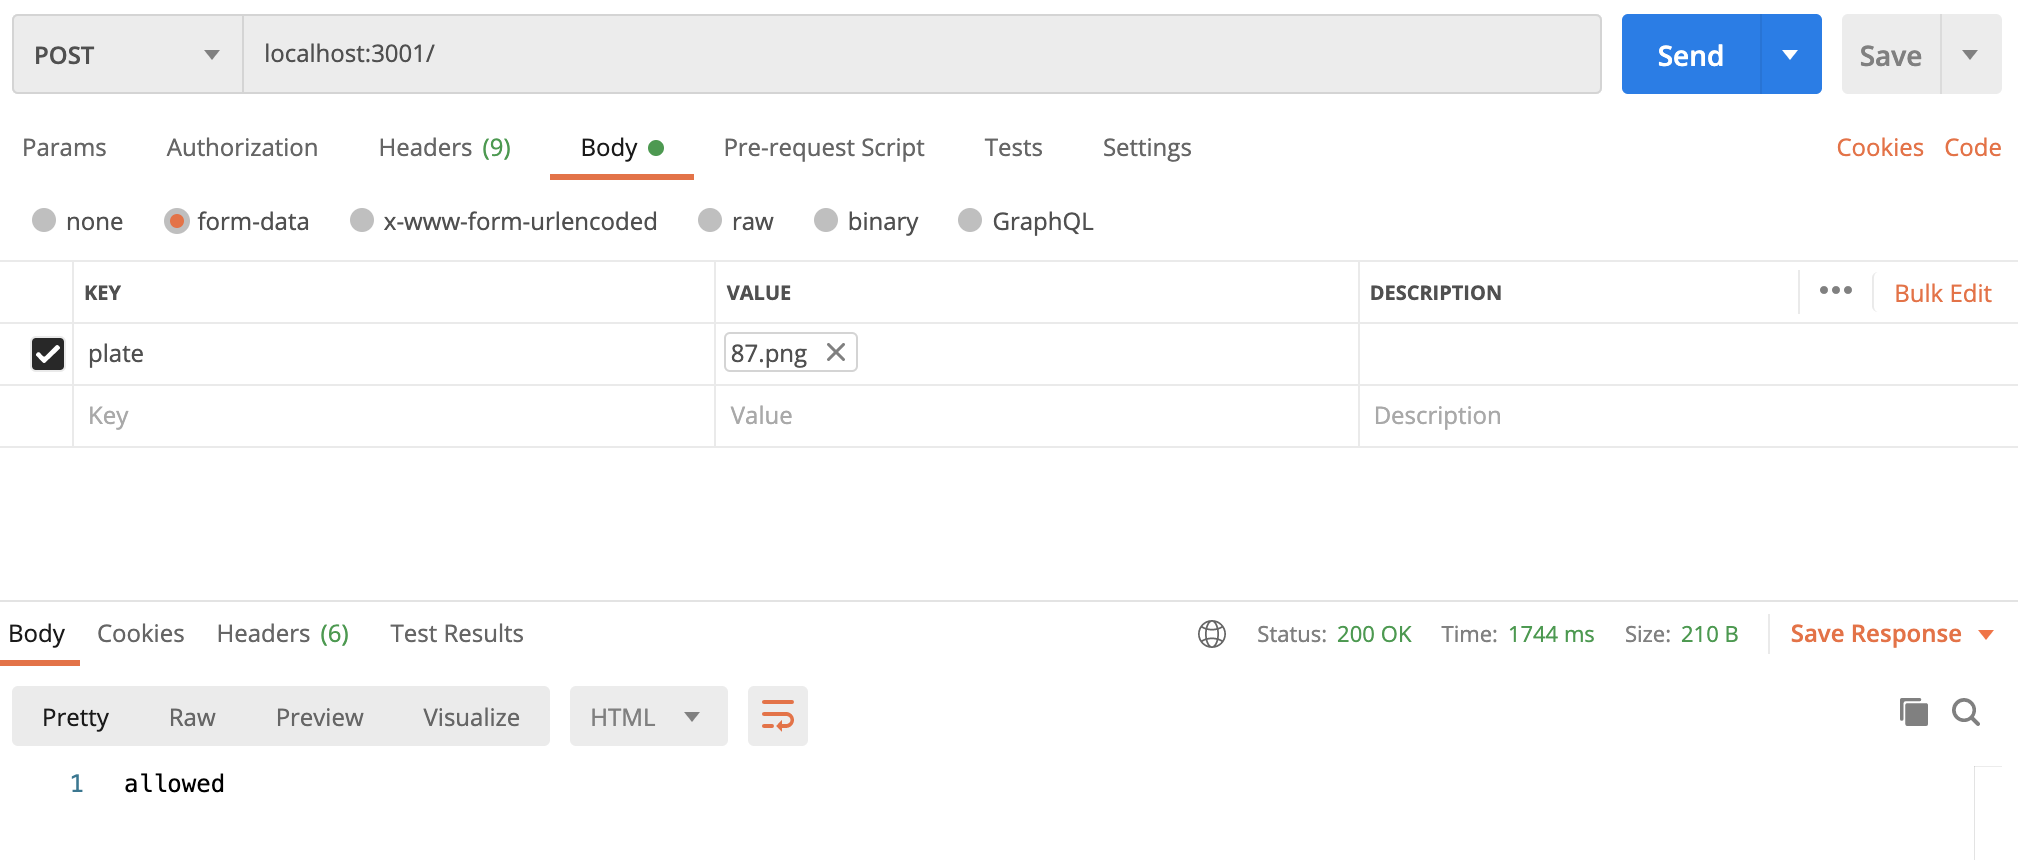 POST localhost:3001/ Send Save
Params Authorization Headers (9) Body Pre-request Script Tests Settings Cookies Code
none form-data x-www-form-urlencoded raw binary GraphQL
KEY VALUE DESCRIPTION ••• Bulk Edit
plate 87.png
Key Value Description
Body Cookies Headers (6) Test Results Status: 200 OK Time: 1744 ms Size: 210 B Save Response
Pretty Raw Preview Visualize HTML
1 allowed